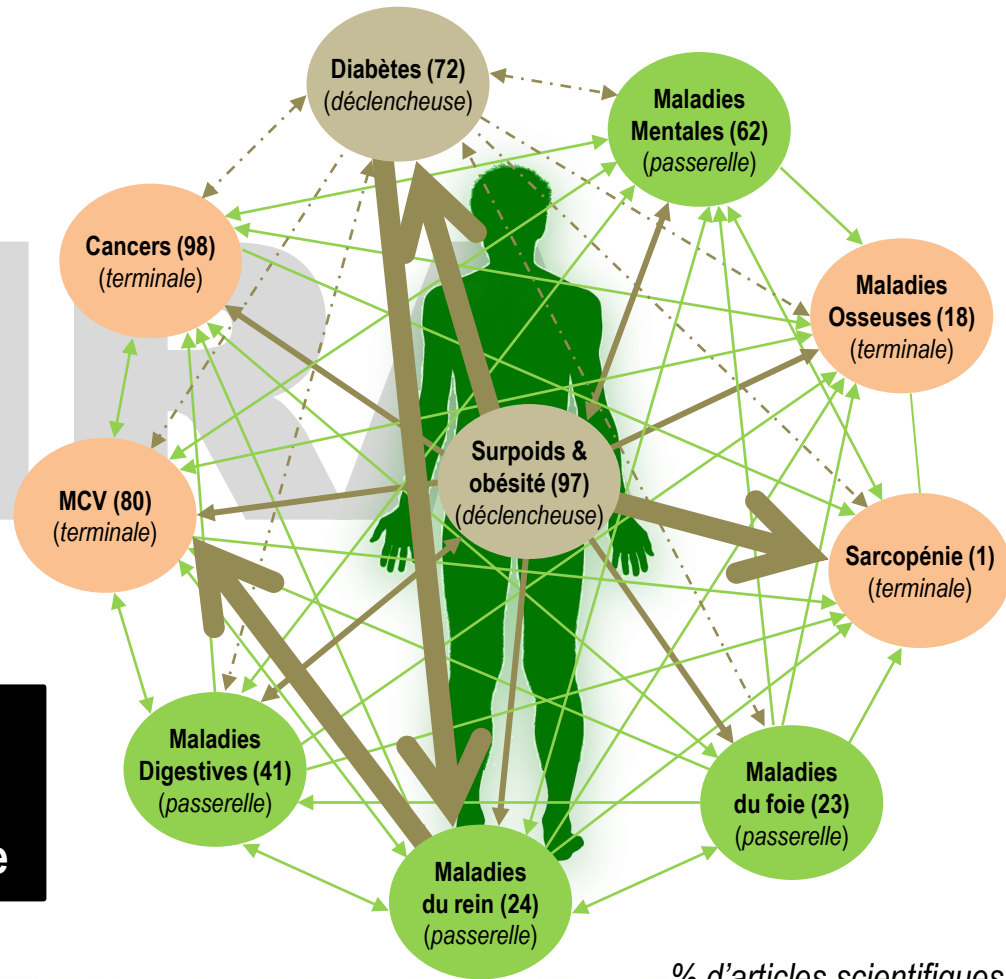 Diabètes (72)
(déclencheuse)
Maladies
Mentales (62)
(passerelle)
Cancers (98)
(terminale)
Maladies
Osseuses (18)
(terminale)
Surpoids &
obésité (97)
(déclencheuse)
MCV (80)
(terminale)
Sarcopénie (1)
(terminale)
Maladies
Digestives (41)
(passerelle)
Maladies
du foie (23)
(passerelle)
Maladies
du rein (24)
(passerelle)
e
% d'articles scientifiques